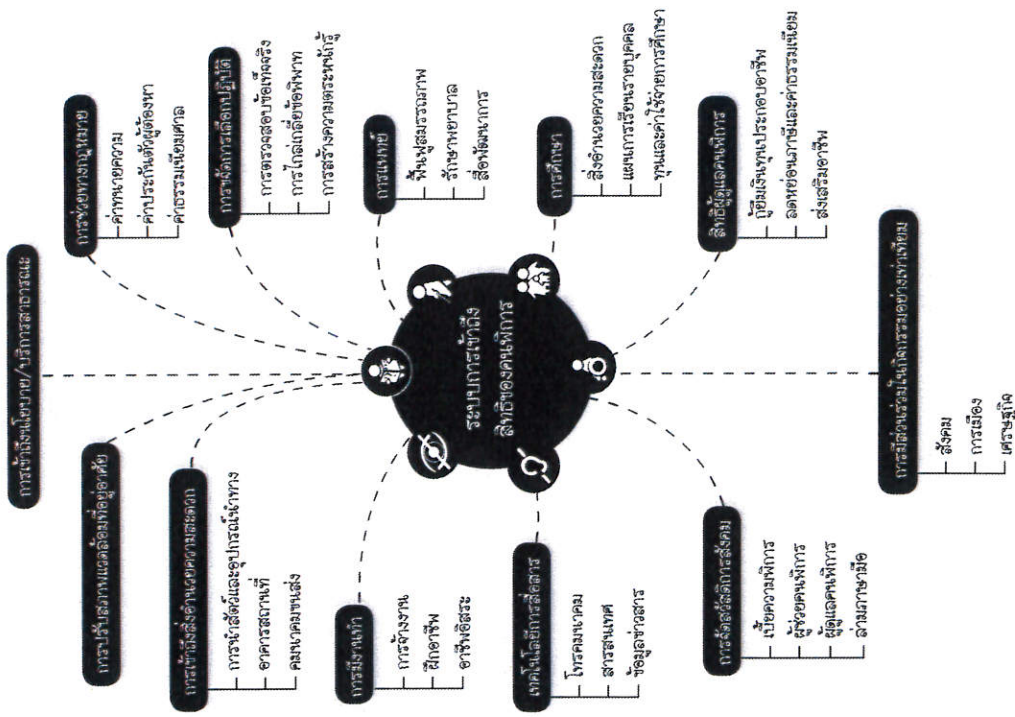 การเข้าถึงนโยบาย/บริการสาธารณะ
การช่วยทางกฎหมาย
ค่าทนายความ
ค่าประกันตัวผู้ต้องหา
ค่าธรรมเนียมศาล
การขจัดการเลือกปฏิบัติ
การตรวจสอบข้อเท็จจริง
การไกล่เกลี่ยข้อพิพาท
การสร้างความตระหนักรู้
การแพทย์
ฟื้นฟูสมรรถภาพ
รักษาพยาบาล
สื่อพัฒนาการ
การศึกษา
สิ่งอำนวยความสะดวก
แผนการเรียนรายบุคคล
ทุนและค่าใช้จ่ายการศึกษา
สิทธิผู้ดูแลคนพิการ
กู้ยืมเงินทุนประกอบอาชีพ
ลดหย่อนภาษีและค่าธรรมเนียม
ส่งเสริมอาชีพ
การปรับสภาพแวดล้อมที่อยู่อาศัย
การเข้าถึงสิ่งอำนวยความสะดวก
การนำสัตว์และอุปกรณ์นำทาง
อาคารสถานที่
คมนาคมขนส่ง
การมีงานทำ
การจ้างงาน
ฝึกอาชีพ
อาชีพอิสระ
เทคโนโลยีการสื่อสาร
โทรคมนาคม
สารสนเทศ
ข้อมูลข่าวสาร
การจัดสวัสดิการสังคม
เบี้ยความพิการ
ผู้ช่วยคนพิการ
ผู้ดูแลคนพิการ
ล่ามภาษามือ
การมีส่วนร่วมในกิจกรรมอย่างเท่าเทียม
สังคม
การเมือง
เศรษฐกิจ
ระบบการเข้าถึง
สิทธิของคนพิการ